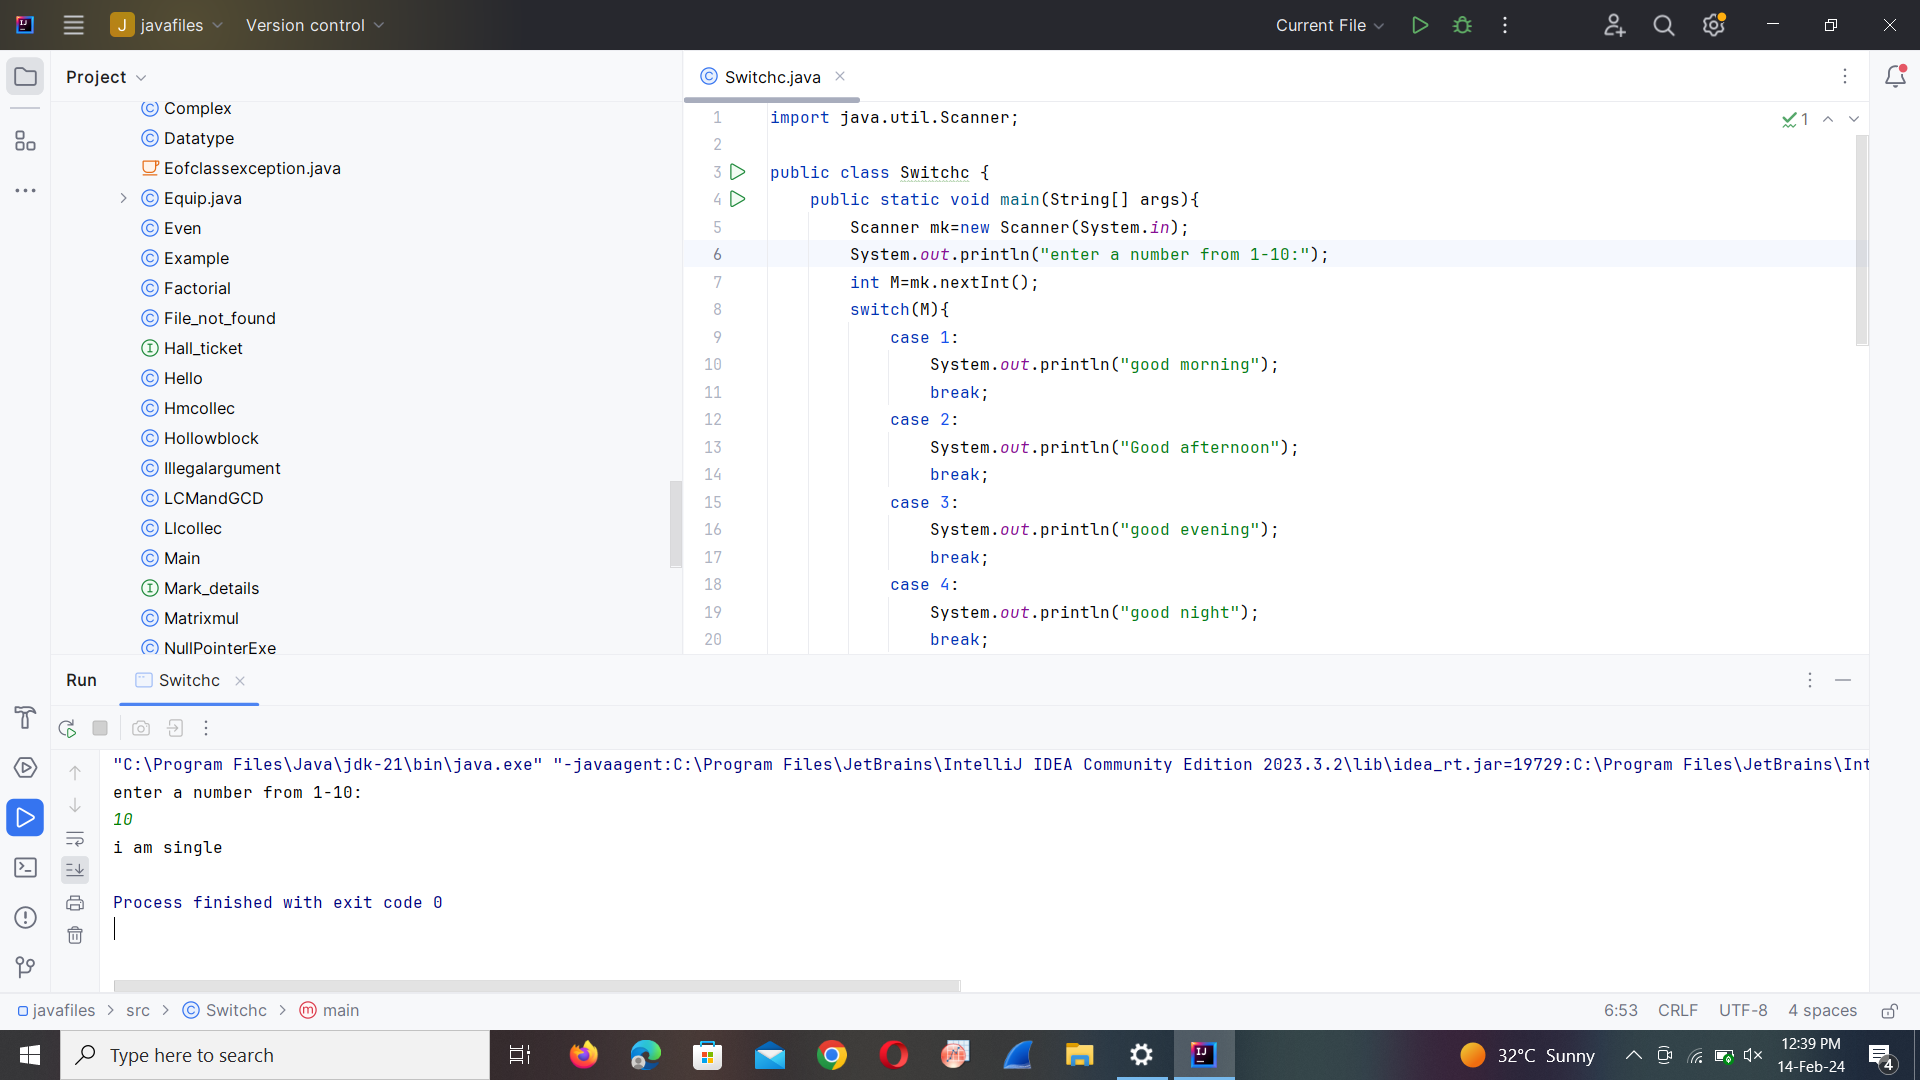 J javafiles Version control Current File
Project
Complex
Datatype
Eofclassexception.java
Equip.java
Even
Example
Factorial
File_not_found
Hall_ticket
Hello
Hmcollec
Hollowblock
Illegalargument
LCMandGCD
Llcollec
Main
Mark_details
Matrixmul
NullPointerExe
Switchc.java
1
1 import java.util.Scanner;
2
3 public class Switchc {
4 public static void main(String[] args){
5 Scanner mk=new Scanner(System.in);
6 System.out.println("enter a number from 1-10:");
7 int M=mk.nextInt();
8 switch(M){
9 case 1:
10 System.out.println("good morning");
11 break;
12 case 2:
13 System.out.println("Good afternoon");
14 break;
15 case 3:
16 System.out.println("good evening");
17 break;
18 case 4:
19 System.out.println("good night");
20 break;
Run Switchc
"C:\Program Files\Java\jdk-21\bin\java.exe" "-javaagent:C:\Program Files\JetBrains\IntelliJ IDEA Community Edition 2023.3.2\lib\idea_rt.jar=19729:C:\Program Files\JetBrains\Int
enter a number from 1-10:
10
i am single
Process finished with exit code 0
javafiles > src > Switchc > main 6:53 CRLF UTF-8 4 spaces
Type here to search 32°C Sunny 12:39 PM
14-Feb-24 4